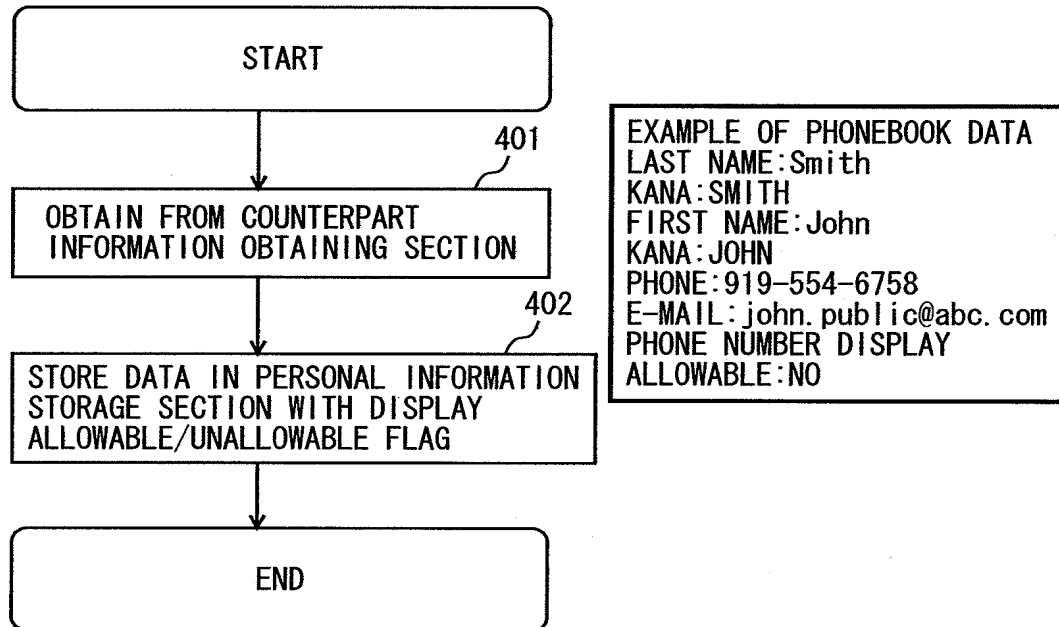 START
401
OBTAIN FROM COUNTERPART
INFORMATION OBTAINING SECTION
402
STORE DATA IN PERSONAL INFORMATION
STORAGE SECTION WITH DISPLAY
ALLOWABLE/UNALLOWABLE FLAG
END
EXAMPLE OF PHONEBOOK DATA
LAST NAME:Smith
KANA:SMITH
FIRST NAME:John
KANA:JOHN
PHONE:919-554-6758
E-MAIL:john.public@abc.com
PHONE NUMBER DISPLAY
ALLOWABLE:NO